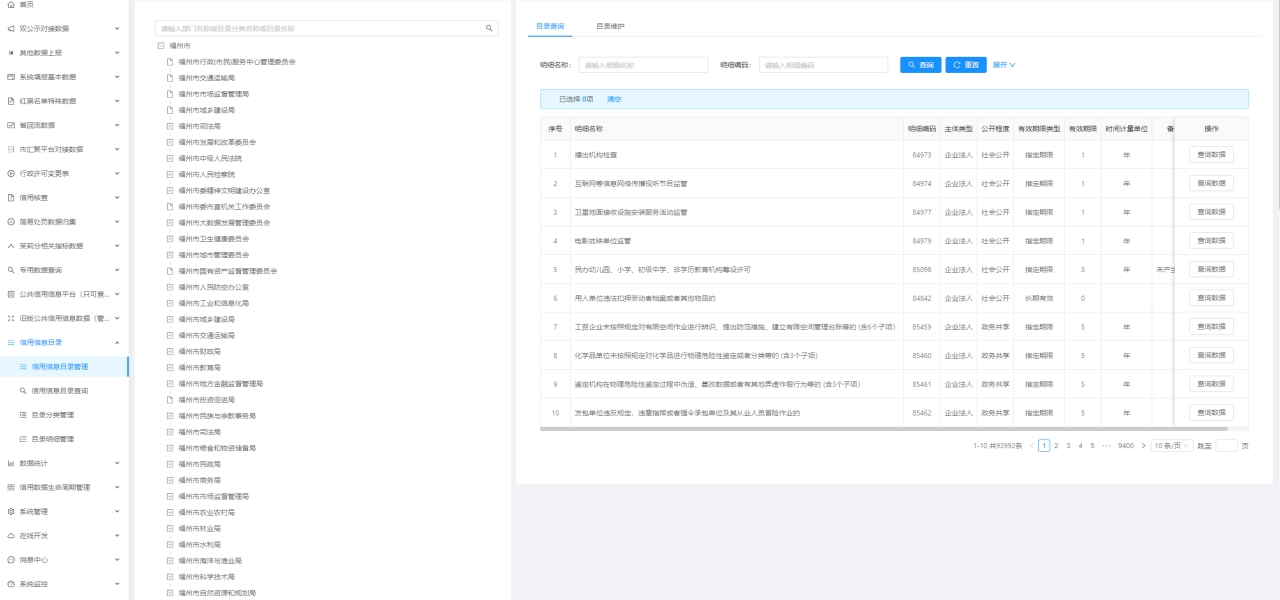 首页
双公示对接数据
其他数据上报
系统填报基本数据
红黑名单特殊数据
省回流数据
市汇聚平台对接数据
行政许可变更表
信用核查
简易处罚数据归集
茉莉分相关指标数据
专用数据查询
公共信用信息平台（只可查...
旧版公共信用信息数据（管...
信用信息目录
信用信息目录管理
信用信息目录查询
目录分类管理
目录明细管理
数据统计
信用数据生命周期管理
系统管理
在线开发
消息中心
系统监控
请输入部门名称或目录分类名称或目录名称
福州市
福州市行政(市民)服务中心管理委员会
福州市交通运输局
福州市市场监督管理局
福州市城乡建设局
福州市司法局
福州市发展和改革委员会
福州市中级人民法院
福州市人民检察院
福州市委精神文明建设办公室
福州市委市直机关工作委员会
福州市大数据发展管理委员会
福州市卫生健康委员会
福州市城市管理委员会
福州市国有资产监督管理委员会
福州市人民防空办公室
福州市工业和信息化局
福州市城乡建设局
福州市交通运输局
福州市财政局
福州市教育局
福州市地方金融监督管理局
福州市投资促进局
福州市民族与宗教事务局
福州市司法局
福州市粮食和物资储备局
福州市民政局
福州市商务局
福州市市场监督管理局
福州市农业农村局
福州市林业局
福州市水利局
福州市海洋与渔业局
福州市科学技术局
福州市自然资源和规划局
目录查询 目录维护
明细名称: 请输入明细名称 明细编码: 请输入明细编码 查询 重置 展开
已选择 0项 清空
序号 明细名称 明细编码 主体类型 公开程度 有效期限类型 有效期限 时间计量单位 备 操作
1 播出机构检查 84973 企业法人 社会公开 指定期限 1 年 查询数据
2 互联网等信息网络传播视听节目监管 84974 企业法人 社会公开 指定期限 1 年 查询数据
3 卫星地面接收设施安装服务活动监管 84977 企业法人 社会公开 指定期限 1 年 查询数据
4 电影放映单位监管 84979 企业法人 社会公开 指定期限 1 年 查询数据
5 民办幼儿园、小学、初级中学、非学历教育机构筹设许可 85098 企业法人 社会公开 指定期限 3 年 未产生 查询数据
6 用人单位违法扣押劳动者档案或者其他物品的 84842 企业法人 社会公开 长期有效 0 查询数据
7 工贸企业未按照规定对有限空间作业进行辨识、提出防范措施、建立有限空间管理台账等的 (含6个子项) 85459 企业法人 政务共享 指定期限 5 年 查询数据
8 化学品单位未按照规定对化学品进行物理危险性鉴定或者分类等的 (含3个子项) 85460 企业法人 政务共享 指定期限 5 年 查询数据
9 鉴定机构在物理危险性鉴定过程中伪造、篡改数据或者有其他弄虚作假行为等的 (含3个子项) 85461 企业法人 政务共享 指定期限 5 年 查询数据
10 发包单位违反规定，违章指挥或者强令承包单位及其从业人员冒险作业的 85462 企业法人 政务共享 指定期限 5 年 查询数据
1-10 共93992条 1 2 3 4 5 ··· 9400 10 条/页 跳至 页